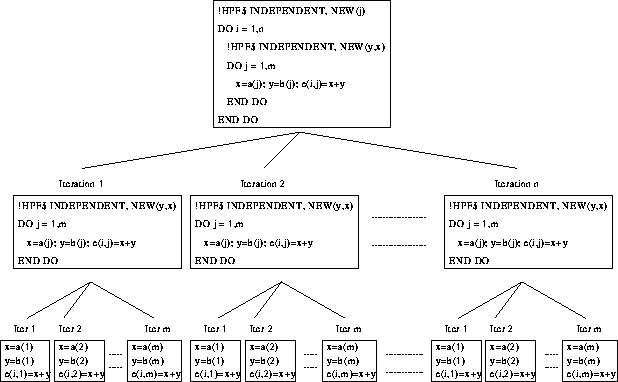 !HPF$ INDEPENDENT, NEW(j)
DO i = 1,n
!HPF$ INDEPENDENT, NEW(y,x)
DO j = 1,m
x=a(j); y=b(j); c(i,j)=x+y
END DO
END DO
Iteration 1
Iteration 2
Iteration n
!HPF$ INDEPENDENT, NEW(y,x)
DO j = 1,m
x=a(j); y=b(j); c(i,j)=x+y
END DO
!HPF$ INDEPENDENT, NEW(y,x)
DO j = 1,m
x=a(j); y=b(j); c(i,j)=x+y
END DO
!HPF$ INDEPENDENT, NEW(y,x)
DO j = 1,m
x=a(j); y=b(j); c(i,j)=x+y
END DO
Iter 1
Iter 2
Iter m
Iter 1
Iter 2
Iter m
Iter 1
Iter 2
Iter m
x=a(1)
y=b(1)
c(i,1)=x+y
x=a(2)
y=b(2)
c(i,2)=x+y
x=a(m)
y=b(m)
c(i,m)=x+y
x=a(1)
y=b(1)
c(i,1)=x+y
x=a(2)
y=b(2)
c(i,2)=x+y
x=a(m)
y=b(m)
c(i,m)=x+y
x=a(1)
y=b(1)
c(i,1)=x+y
x=a(2)
y=b(2)
c(i,2)=x+y
x=a(m)
y=b(m)
c(i,m)=x+y